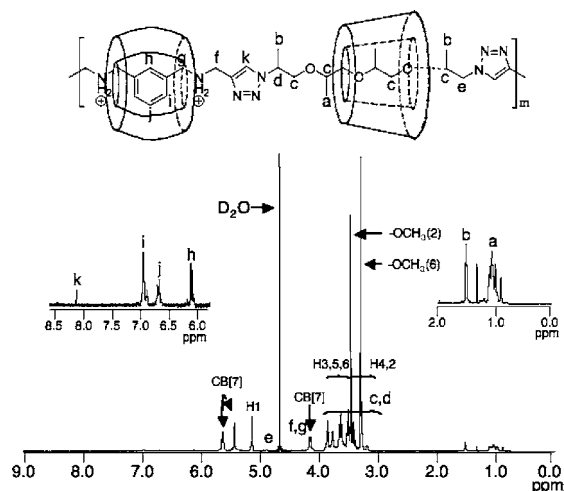 h g f k b c c b N N
N H2 H2 N N d c O O c O c e N m
⊕ j i ⊕ N=N a
D2O
-OCH3(2)
-OCH3(6)
k i j h
8.5 8.0 7.5 7.0 6.5 6.0
ppm
b a
2.0 1.0 0.0
ppm
CB[7] H1 e f,g CB[7] H3,5,6 H4,2 c,d
9.0 8.0 7.0 6.0 5.0 4.0 3.0 2.0 1.0 0.0
ppm